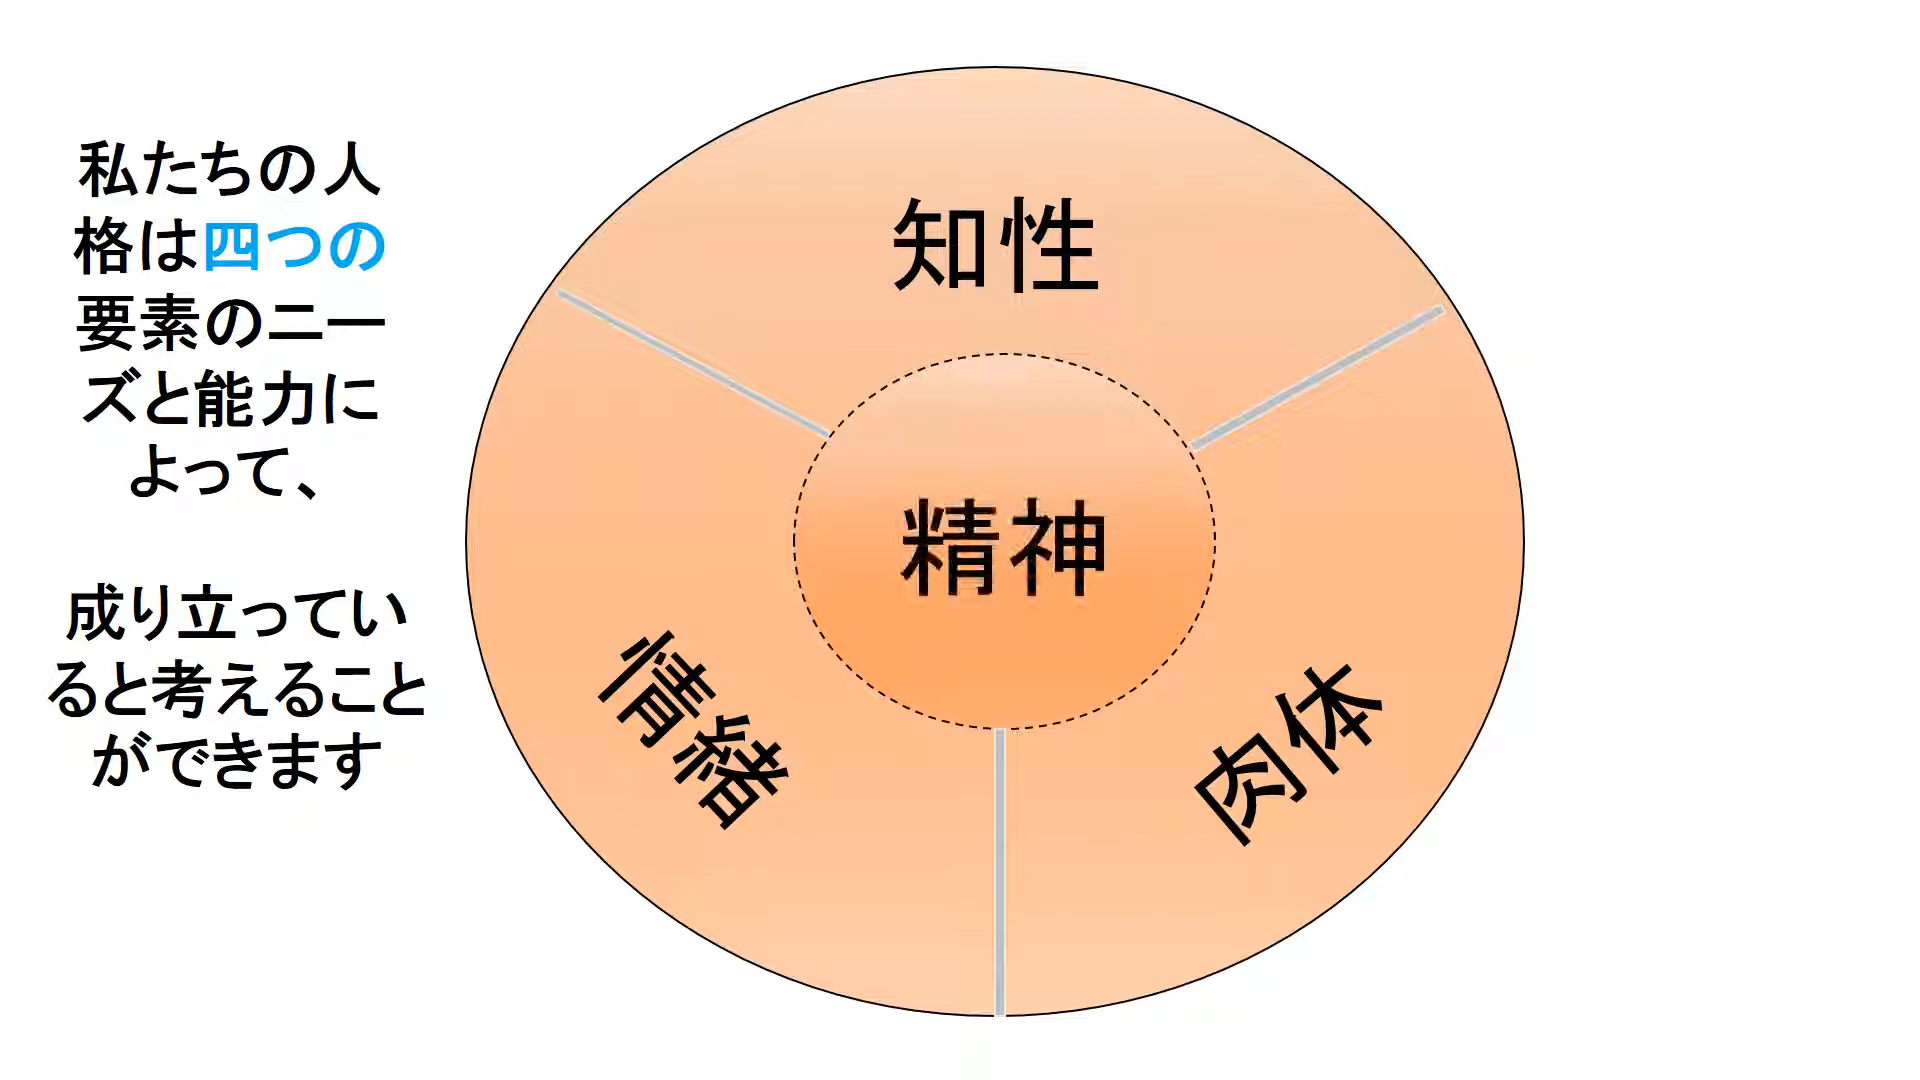 私たちの人
格は四つの
要素のニー
ズと能力に
よって、
成り立ってい
ると考えること
ができます
知性
精神
情緒
肉体